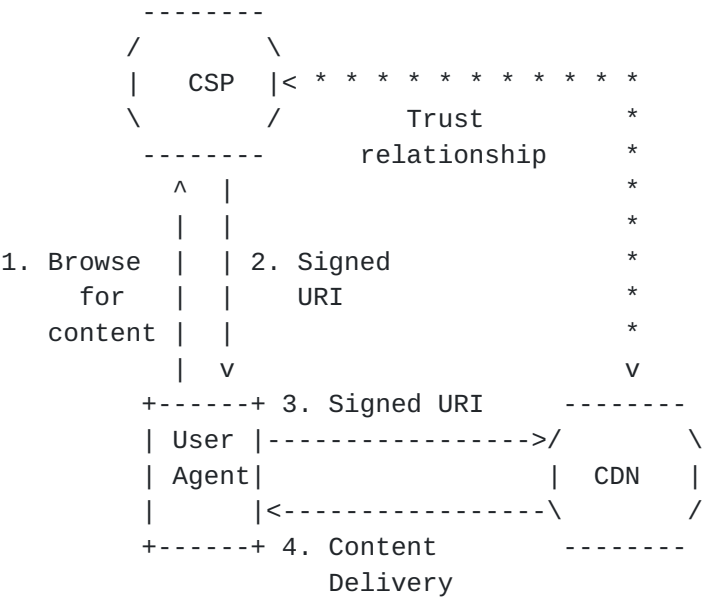 CSP
Trust
relationship
1. Browse
for
content
2. Signed
URI
3. Signed URI
User
Agent
CDN
4. Content
Delivery